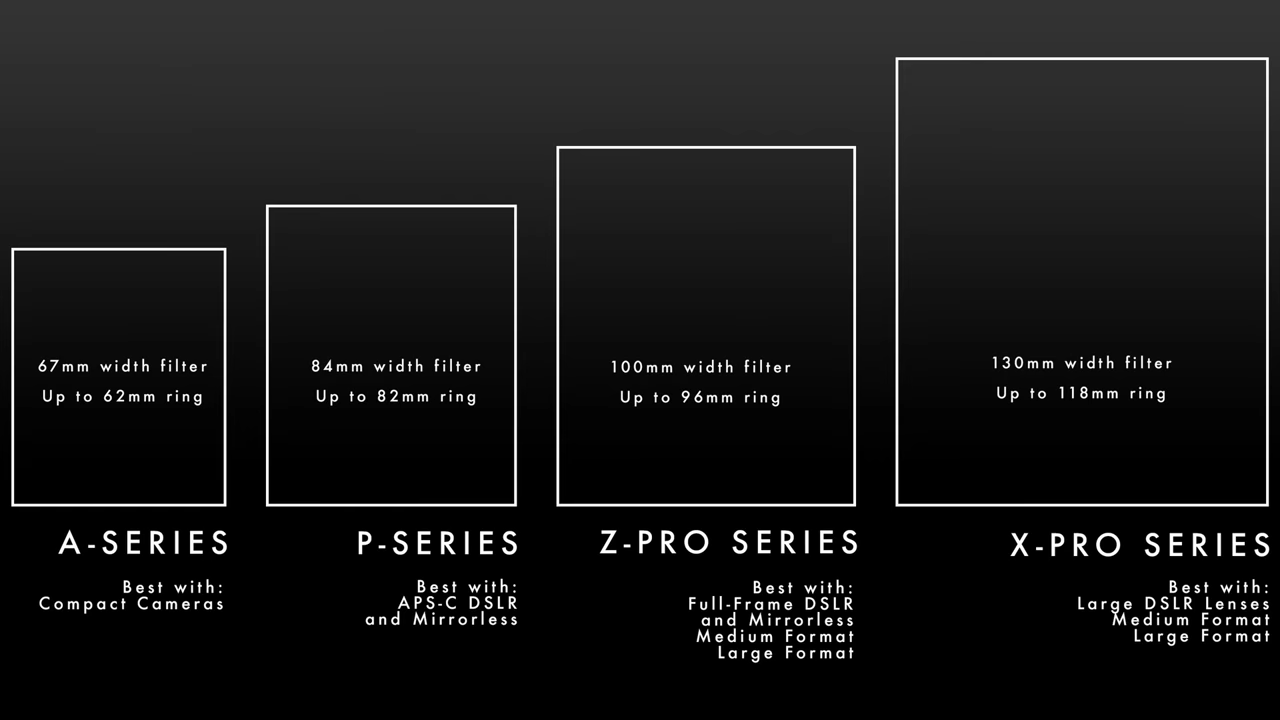 67mm width filter
Up to 62mm ring
A-SERIES
Best with:
Compact Cameras
84mm width filter
Up to 82mm ring
P-SERIES
Best with:
APS-C DSLR
and Mirrorless
100mm width filter
Up to 96mm ring
Z-PRO SERIES
Best with:
Full-Frame DSLR
and Mirrorless
Medium Format
Large Format
130mm width filter
Up to 118mm ring
X-PRO SERIES
Best with:
Large DSLR Lenses
Medium Format
Large Format